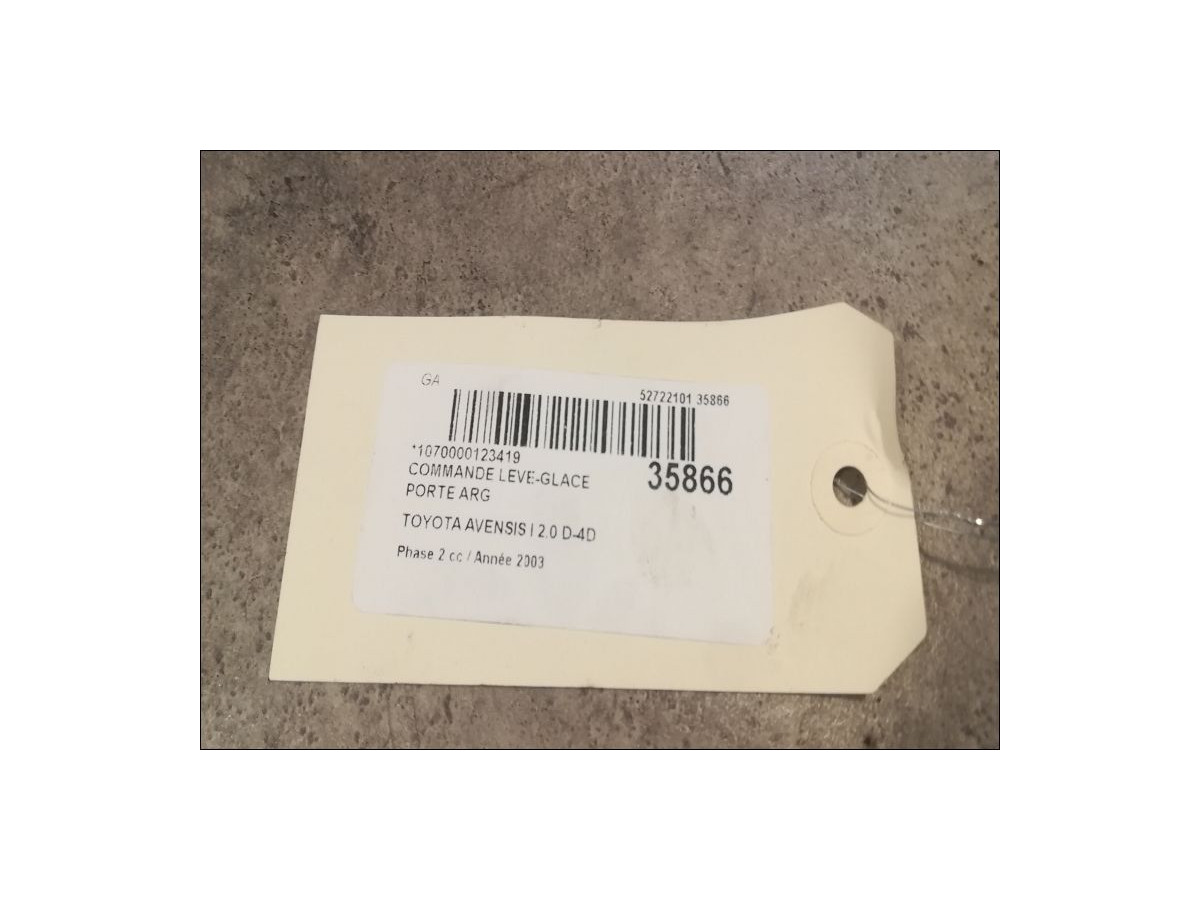 GA
52722101 35866
*1070000123419
35866
COMMANDE LEVE-GLACE
PORTE ARG
TOYOTA AVENSIS I 2.0 D-4D
Phase 2 cc / Année 2003